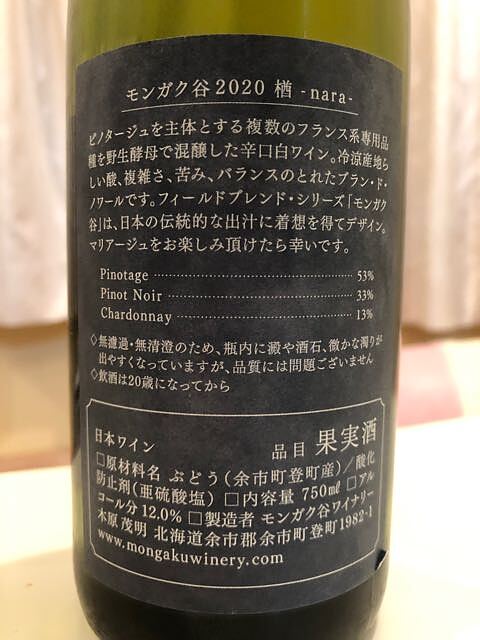 モンガク谷2020 楢 -nara-
ピノタージュを主体とする複数のフランス系専用品
種を野生酵母で混醸した辛口白ワイン。冷涼産地ら
しい酸、複雑さ、苦み、バランスのとれたブラン・ド・
ノワールです。フィールドブレンド・シリーズ「モンガク
谷」は、日本の伝統的な出汁に着想を得てデザイン。
マリアージュをお楽しみ頂けたら幸いです。
Pinotage 53%
Pinot Noir 33%
Chardonnay 13%
◇無濾過・無清澄のため、瓶内に澱や酒石、微かな濁りが
出やすくなっていますが、品質には問題ございません
◇飲酒は20歳になってから
日本ワイン 品目 果実酒
□原材料名 ぶどう(余市町登町産)/酸化
防止剤(亜硫酸塩) □内容量 750㎖ □アル
コール分 12.0% □製造者 モンガク谷ワイナリー
木原茂明 北海道余市郡余市町登町1982-1
www.mongakuwinery.com